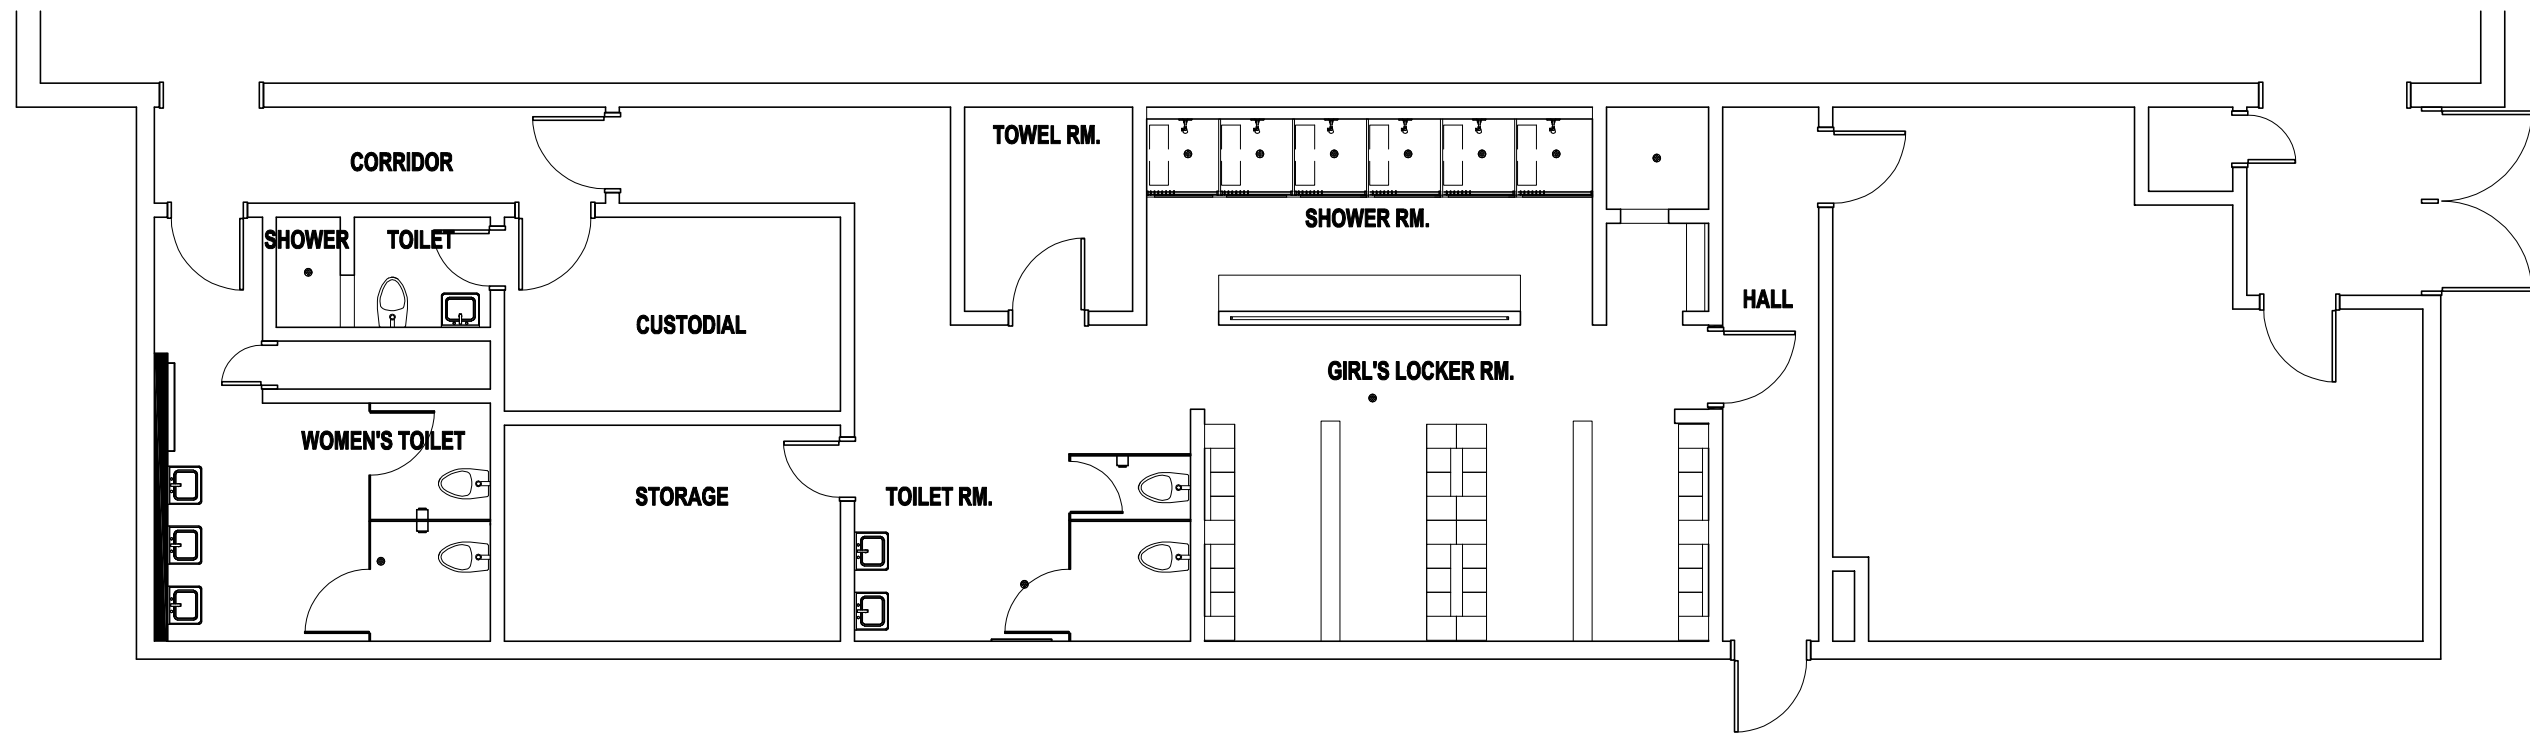 TOWEL RM.
CORRIDOR
SHOWER RM.
SHOWER
TOILET
HALL
CUSTODIAL
GIRL'S LOCKER RM.
WOMEN'S TOILET
STORAGE
TOILET RM.